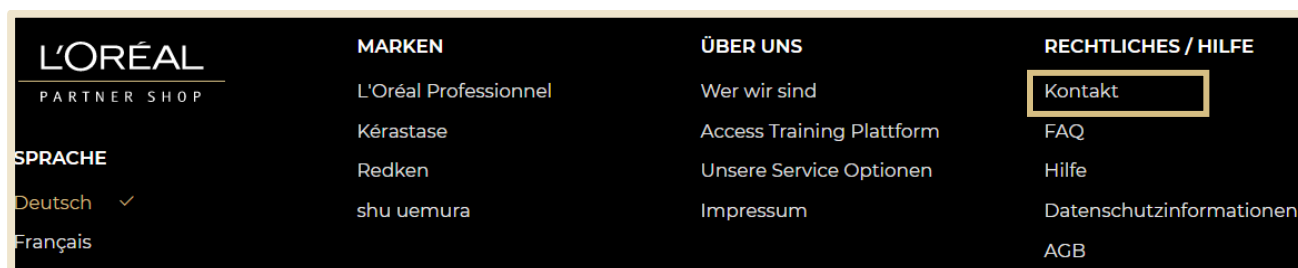 L'ORÉAL
PARTNER SHOP
SPRACHE
Deutsch
Français
MARKEN
L'Oréal Professionnel
Kérastase
Redken
shu uemura
ÜBER UNS
Wer wir sind
Access Training Plattform
Unsere Service Optionen
Impressum
RECHTLICHES / HILFE
Kontakt
FAQ
Hilfe
Datenschutzinformationen
AGB